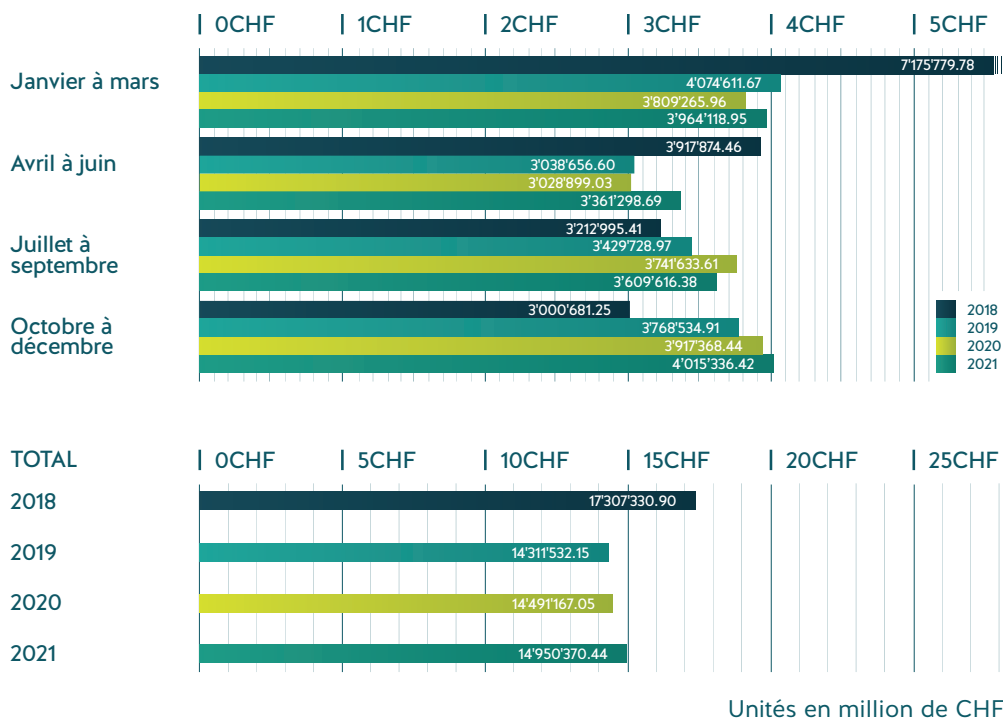 0CHF 1CHF 2CHF 3CHF 4CHF 5CHF
Janvier à mars
7'175'779.78
4'074'611.67
3'809'265.96
3'964'118.95
Avril à juin
3'917'874.46
3'038'656.60
3'028'899.03
3'361'298.69
Juillet à
septembre
3'212'995.41
3'429'728.97
3'741'633.61
3'609'616.38
Octobre à
décembre
3'000'681.25
3'768'534.91
3'917'368.44
4'015'336.42
2018
2019
2020
2021
TOTAL 0CHF 5CHF 10CHF 15CHF 20CHF 25CHF
2018 17'307'330.90
2019 14'311'532.15
2020 14'491'167.05
2021 14'950'370.44
Unités en million de CHF